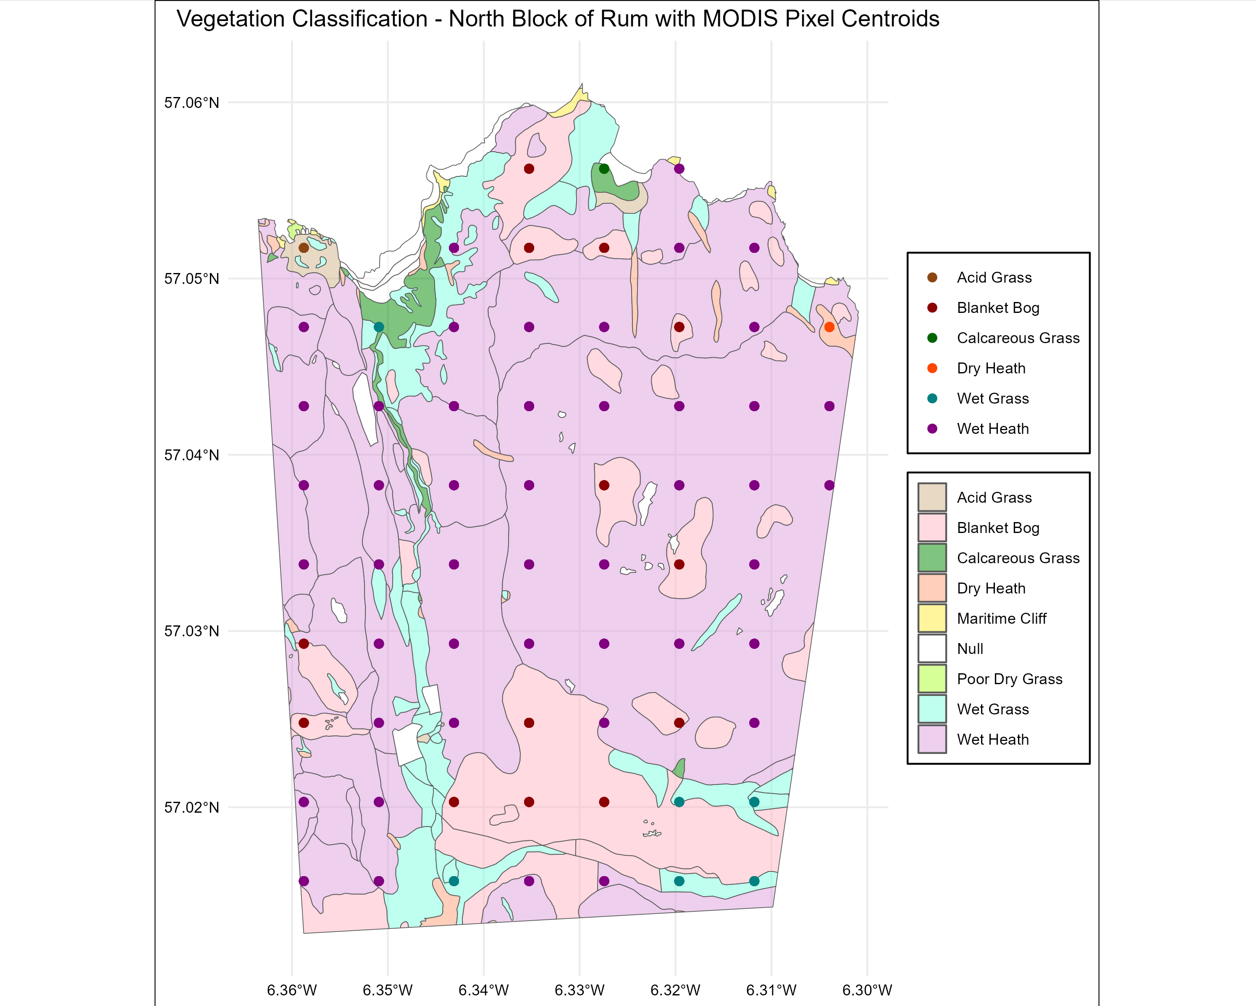 Vegetation Classification - North Block of Rum with MODIS Pixel Centroids
57.06°N
57.05°N
57.04°N
57.03°N
57.02°N
6.36°W 6.35°W 6.34°W 6.33°W 6.32°W 6.31°W 6.30°W
Acid Grass
Blanket Bog
Calcareous Grass
Dry Heath
Wet Grass
Wet Heath
Acid Grass
Blanket Bog
Calcareous Grass
Dry Heath
Maritime Cliff
Null
Poor Dry Grass
Wet Grass
Wet Heath